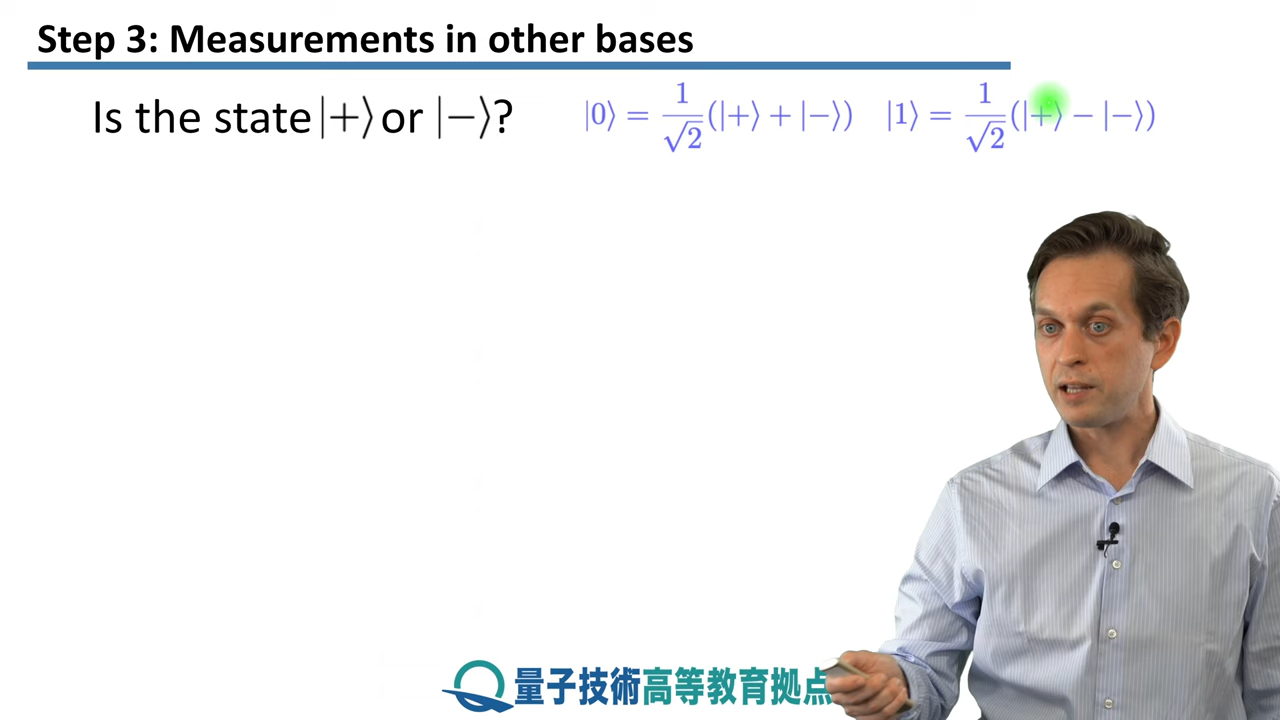 Step 3: Measurements in other bases
Is the state |+⟩ or |−⟩? |0⟩ = 1/√2 (|+⟩ + |−⟩) |1⟩ = 1/√2 (|+⟩ − |−⟩)
量子技術高等教育拠点